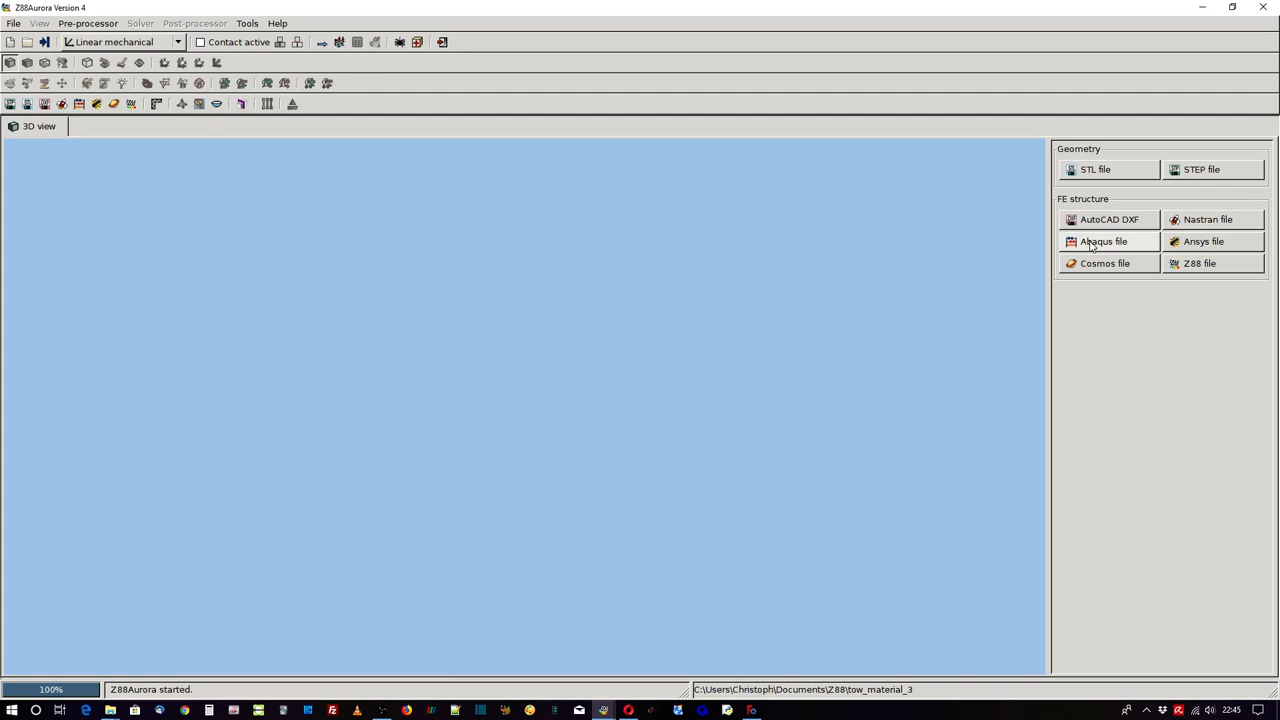 Z88Aurora Version 4
File View Pre-processor Solver Post-processor Tools Help
Linear mechanical Contact active
3D view
Geometry
STL file STEP file
FE structure
AutoCAD DXF Nastran file
Abaqus file Ansys file
Cosmos file Z88 file
100% Z88Aurora started. C:\Users\Christoph\Documents\Z88\tow_material_3
22:45